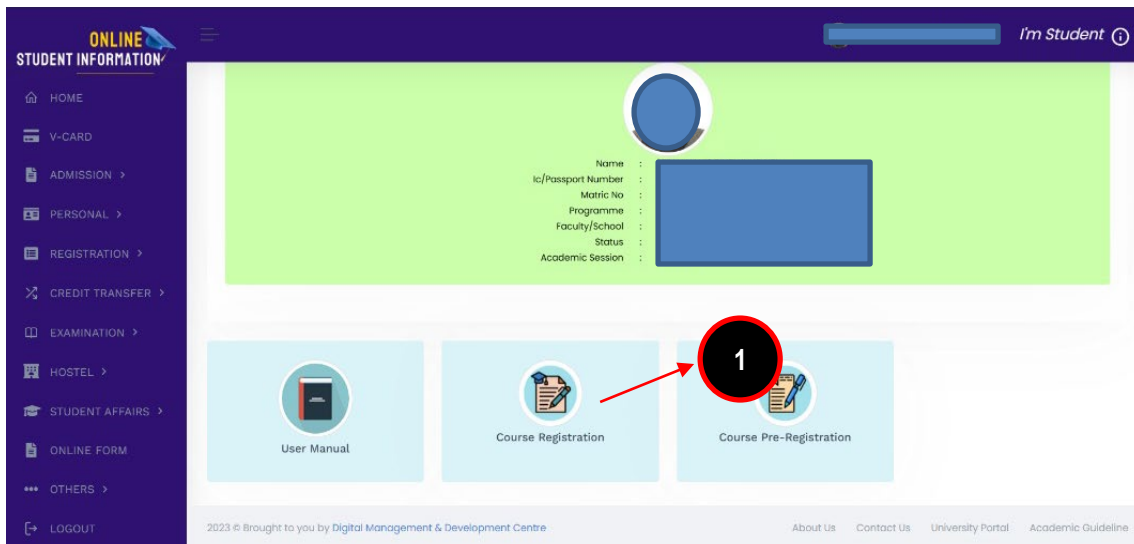 ONLINE
STUDENT INFORMATION
I'm Student
HOME
V-CARD
ADMISSION >
PERSONAL >
REGISTRATION >
CREDIT TRANSFER >
EXAMINATION >
HOSTEL >
STUDENT AFFAIRS >
ONLINE FORM
OTHERS >
LOGOUT
Name :
Ic/Passport Number :
Matric No :
Programme :
Faculty/School :
Status :
Academic Session :
1
User Manual
Course Registration
Course Pre-Registration
2023 © Brought to you by Digital Management & Development Centre
About Us Contact Us University Portal Academic Guideline